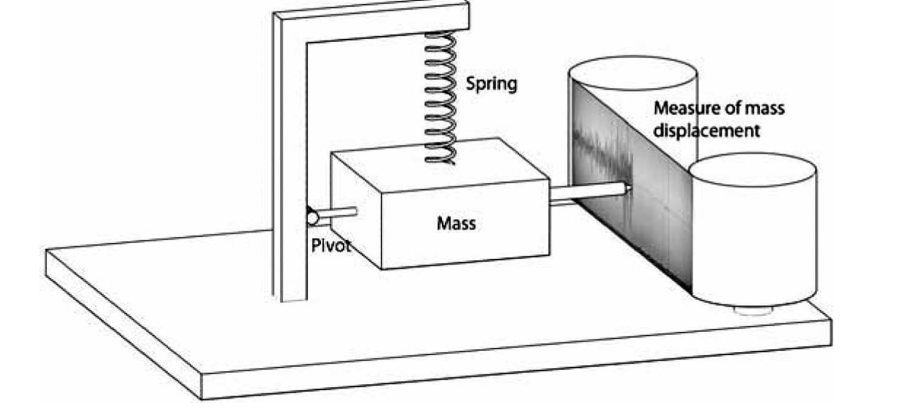 Spring
Measure of mass
displacement
Mass
Pivot